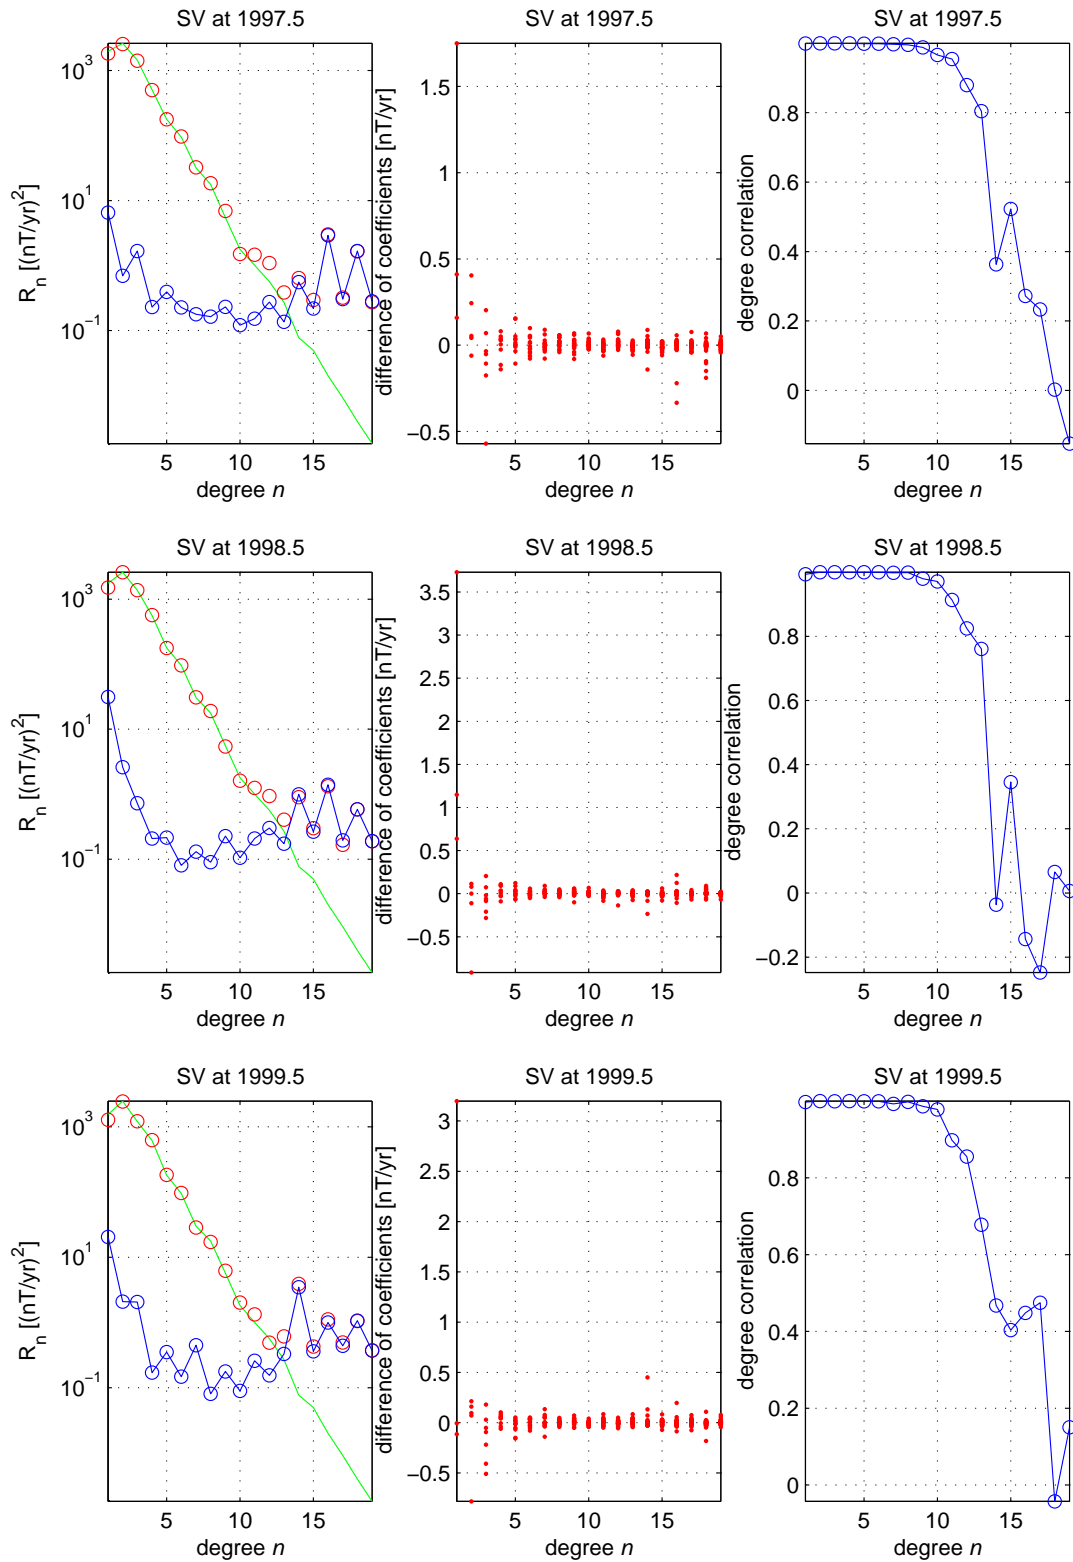 SV at 1997.5
SV at 1997.5
SV at 1997.5
R_n [(nT/yr)^2]
10^3
10^1
10^−1
5 10 15
degree n
difference of coefficients [nT/yr]
1.5
1
0.5
0
−0.5
5 10 15
degree n
degree correlation
0.8
0.6
0.4
0.2
0
5 10 15
degree n
SV at 1998.5
SV at 1998.5
SV at 1998.5
R_n [(nT/yr)^2]
10^3
10^1
10^−1
5 10 15
degree n
difference of coefficients [nT/yr]
3.5
3
2.5
2
1.5
1
0.5
0
−0.5
5 10 15
degree n
degree correlation
0.8
0.6
0.4
0.2
0
−0.2
5 10 15
degree n
SV at 1999.5
SV at 1999.5
SV at 1999.5
R_n [(nT/yr)^2]
10^3
10^1
10^−1
5 10 15
degree n
difference of coefficients [nT/yr]
3
2.5
2
1.5
1
0.5
0
−0.5
5 10 15
degree n
degree correlation
0.8
0.6
0.4
0.2
0
5 10 15
degree n